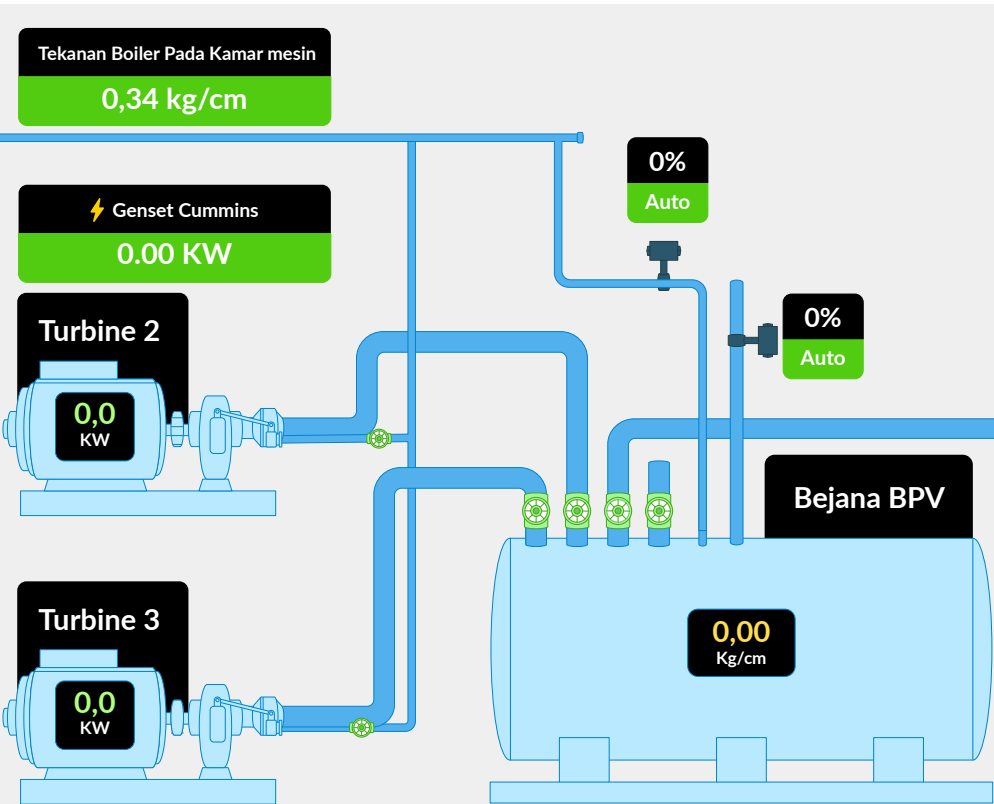 Tekanan Boiler Pada Kamar mesin
0,34 kg/cm
0%
Auto
Genset Cummins
0.00 KW
Turbine 2
0%
Auto
0,0
KW
Bejana BPV
Turbine 3
0,00
Kg/cm
0,0
KW